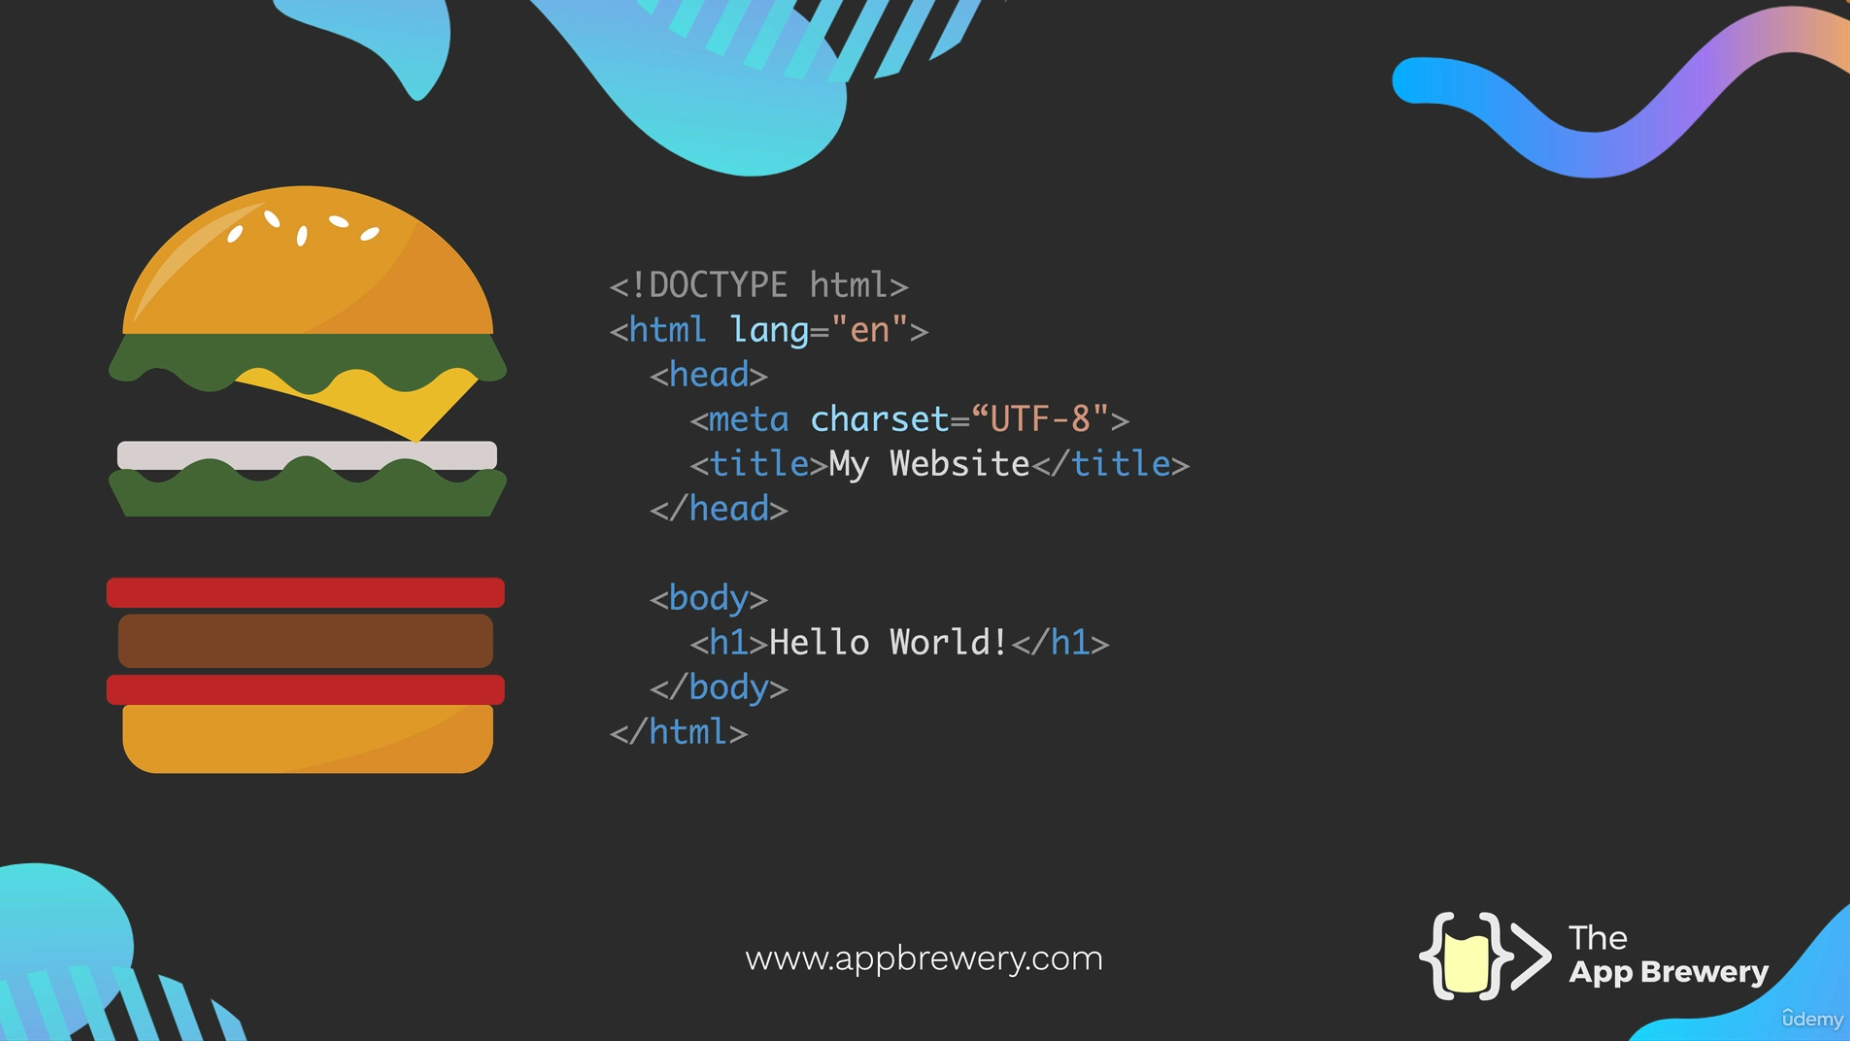 <!DOCTYPE html>
<html lang="en">
<head>
<meta charset=“UTF-8">
<title>My Website</title>
</head>
<body>
<h1>Hello World!</h1>
</body>
</html>
www.appbrewery.com
The
App Brewery
ûdemy